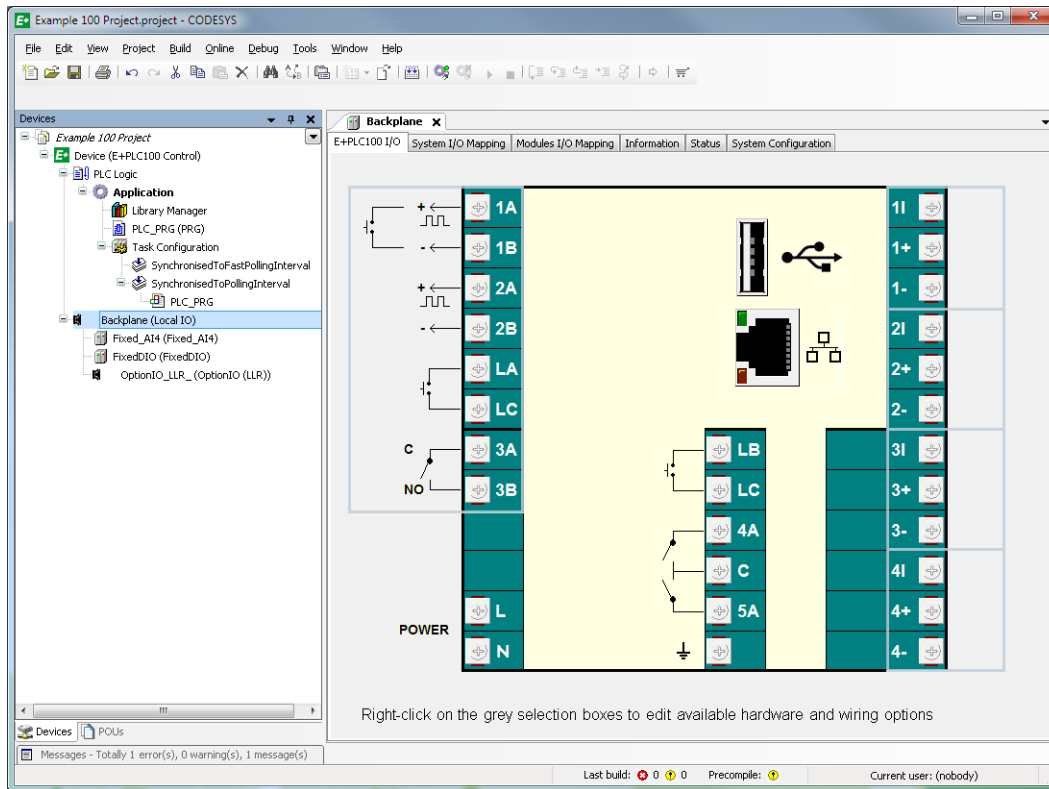 Example 100 Project.project - CODESYS
File Edit View Project Build Online Debug Tools Window Help
Devices
Example 100 Project
Device (E+PLC100 Control)
PLC Logic
Application
Library Manager
PLC_PRG (PRG)
Task Configuration
SynchronisedToFastPollingInterval
SynchronisedToPollingInterval
PLC_PRG
Backplane (Local IO)
Fixed_AI4 (Fixed_AI4)
FixedDIO (FixedDIO)
OptionIO_LLR_ (OptionIO (LLR))
Devices POUs
Backplane
E+PLC100 I/O System I/O Mapping Modules I/O Mapping Information Status System Configuration
+ 1A 1I
- 1B 1+
+ 2A 1-
- 2B 2I
LA 2+
LC 2-
C 3A LB 3I
NO 3B LC 3+
4A 3-
C 4I
L 5A 4+
POWER
N 4-
Right-click on the grey selection boxes to edit available hardware and wiring options
Messages - Totally 1 error(s), 0 warning(s), 1 message(s)
Last build: 0 0 Precompile: Current user: (nobody)